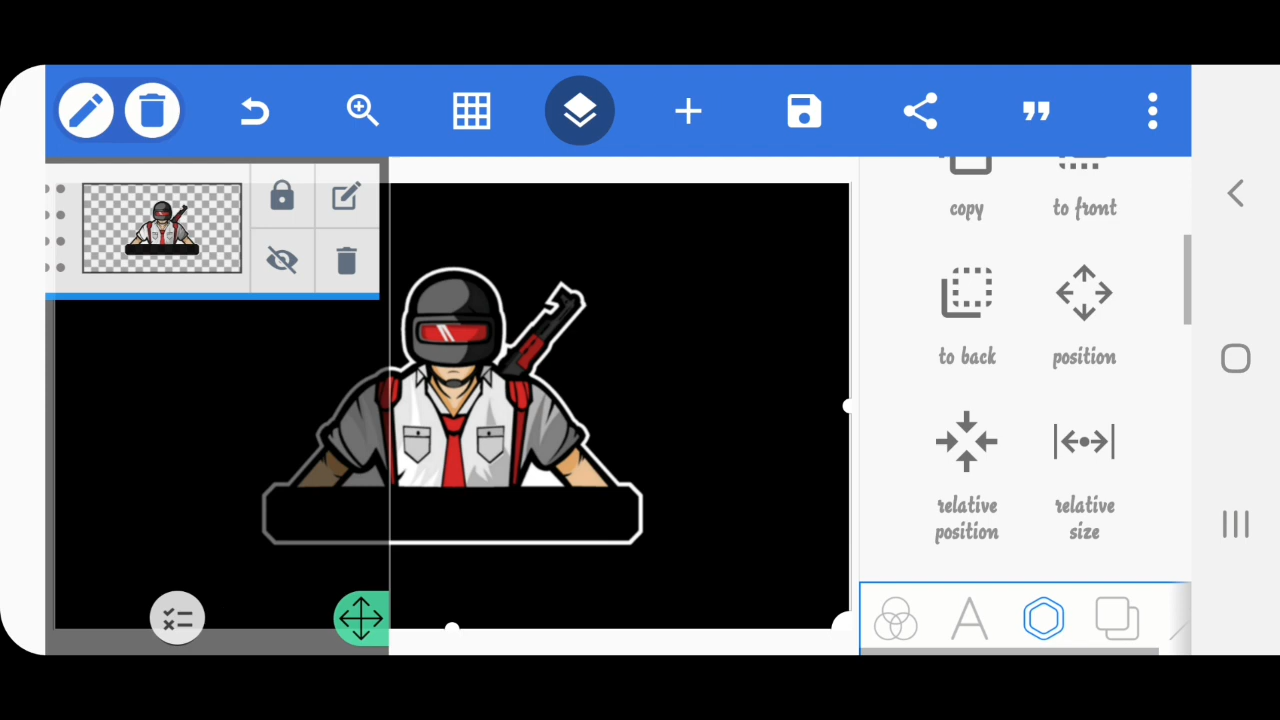 copy
to front
to back
position
relative
position
relative
size